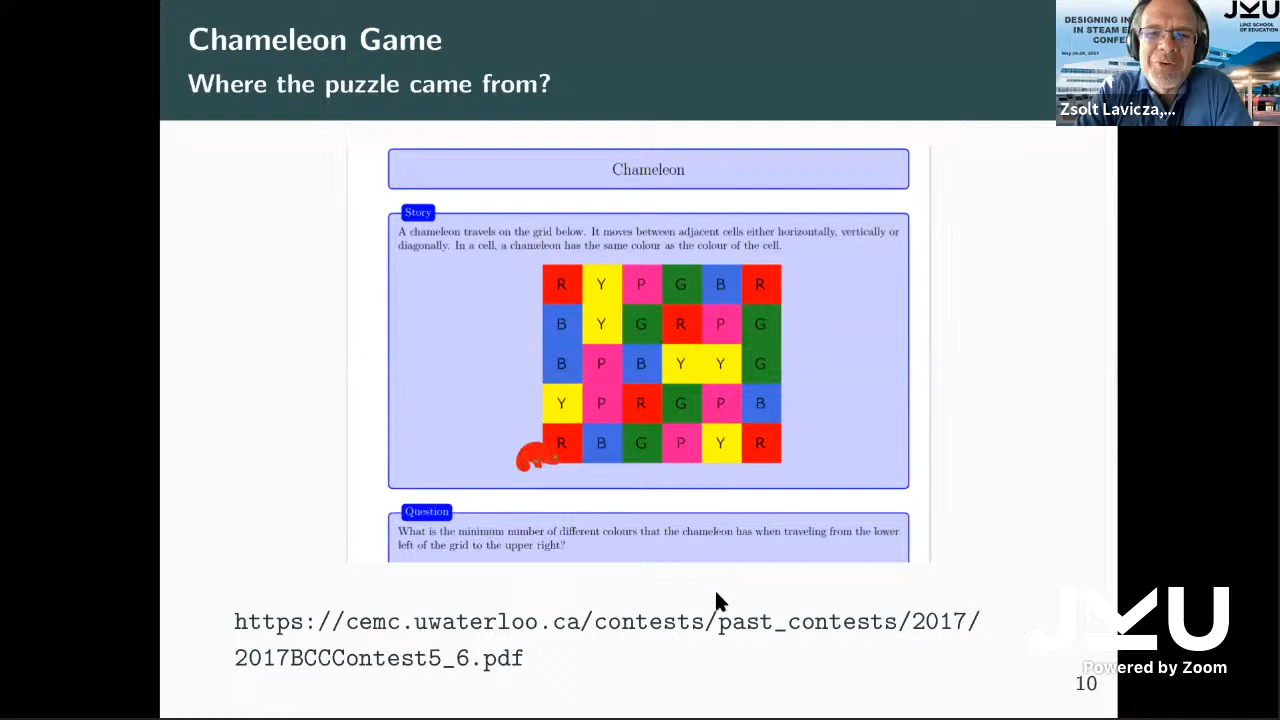 Chameleon Game
Where the puzzle came from?
Chameleon
Story
A chameleon travels on the grid below. It moves between adjacent cells either horizontally, vertically or
diagonally. In a cell, a chameleon has the same colour as the colour of the cell.
R Y P G B R
B Y G R P G
B P B Y Y G
Y P R G P B
R B G P Y R
Question
What is the minimum number of different colours that the chameleon has when traveling from the lower
left of the grid to the upper right?
https://cemc.uwaterloo.ca/contests/past_contests/2017/
2017BCCContest5_6.pdf
10
DESIGNING IN
IN STEAM E
CONFE
JKU
LINZ SCHOOL
OF EDUCATION
Zsolt Lavicza,...
JKU
Powered by Zoom